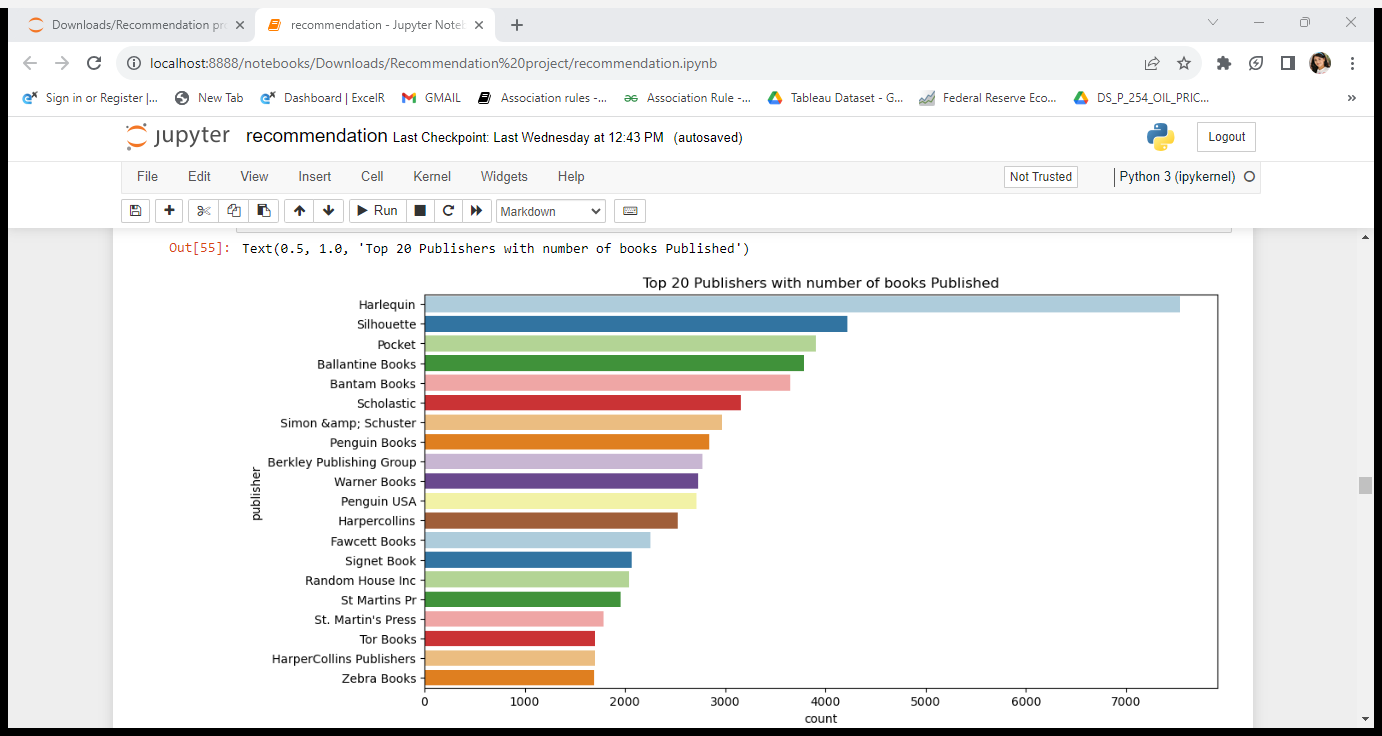 Downloads/Recommendation pr
recommendation - Jupyter Noteb
localhost:8888/notebooks/Downloads/Recommendation%20project/recommendation.ipynb
Sign in or Register |... New Tab Dashboard | ExcelR GMAIL Association rules -... Association Rule -... Tableau Dataset - G... Federal Reserve Eco... DS_P_254_OIL_PRIC...
jupyter recommendation Last Checkpoint: Last Wednesday at 12:43 PM (autosaved) Logout
File Edit View Insert Cell Kernel Widgets Help Not Trusted Python 3 (ipykernel)
Run Markdown
Out[55]: Text(0.5, 1.0, 'Top 20 Publishers with number of books Published')
Top 20 Publishers with number of books Published
publisher
Harlequin
Silhouette
Pocket
Ballantine Books
Bantam Books
Scholastic
Simon &amp; Schuster
Penguin Books
Berkley Publishing Group
Warner Books
Penguin USA
Harpercollins
Fawcett Books
Signet Book
Random House Inc
St Martins Pr
St. Martin's Press
Tor Books
HarperCollins Publishers
Zebra Books
0 1000 2000 3000 4000 5000 6000 7000
count